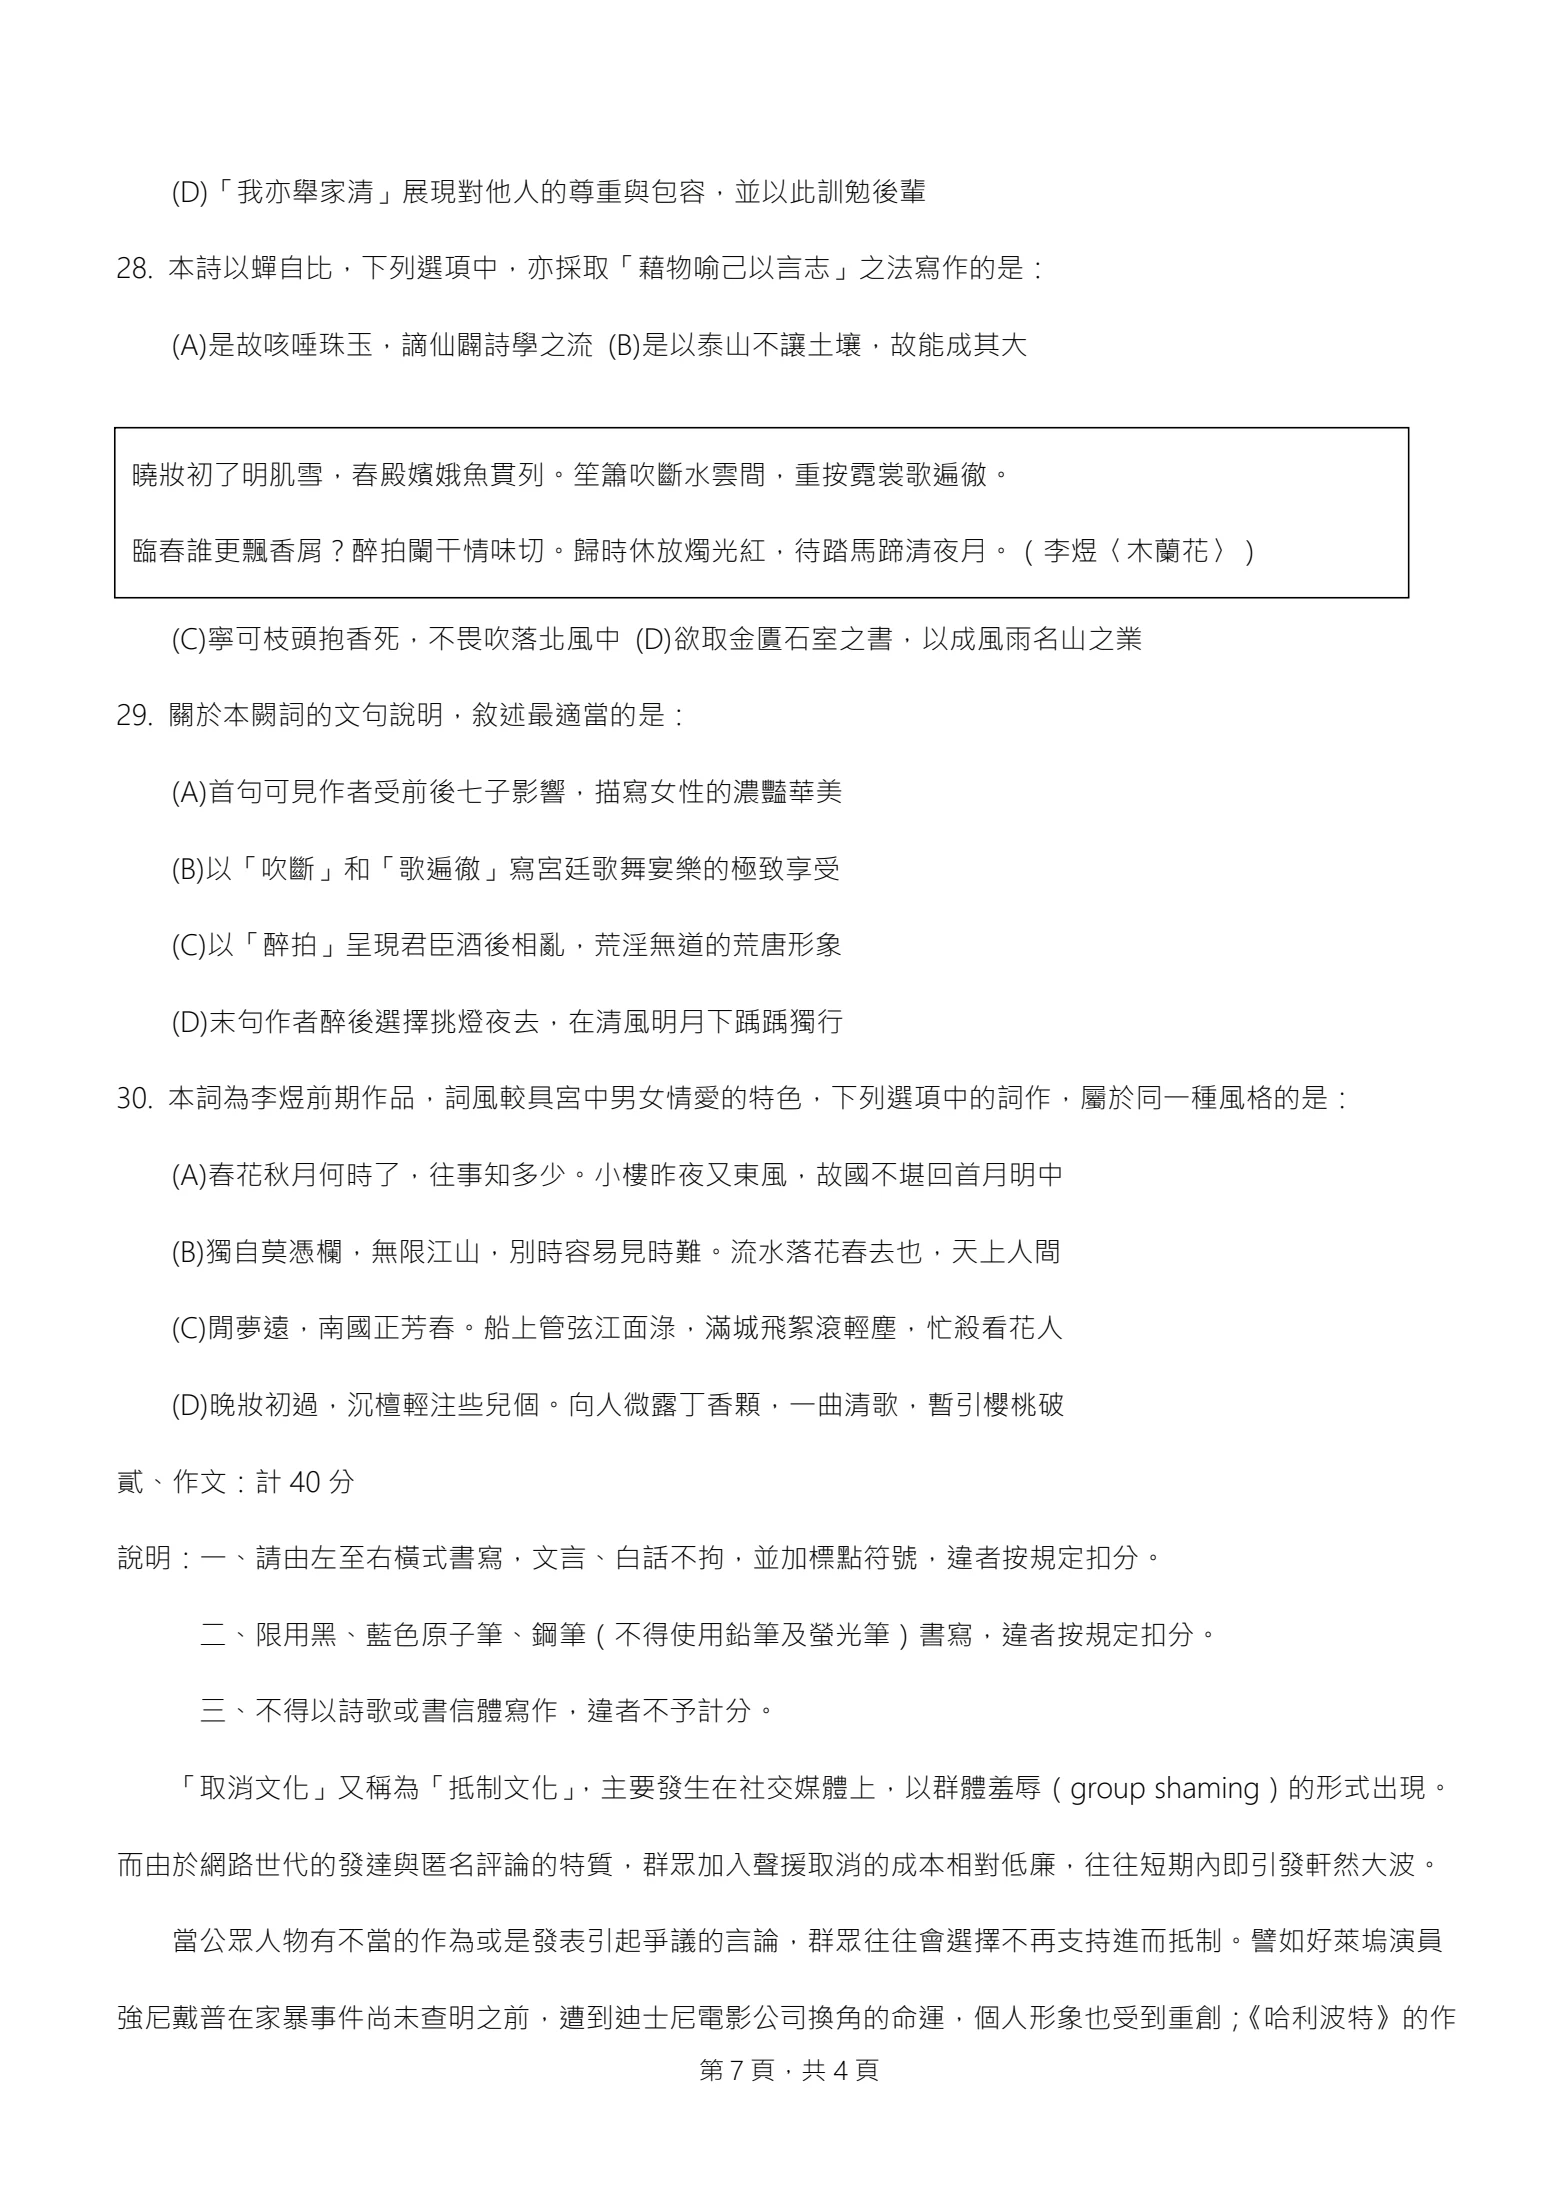 (D)「我亦舉家清」展現對他人的尊重與包容，並以此訓勉後輩
28. 本詩以蟬自比，下列選項中，亦採取「藉物喻己以言志」之法寫作的是：
(A)是故咳唾珠玉，謫仙闢詩學之流 (B)是以泰山不讓土壤，故能成其大
曉妝初了明肌雪，春殿嬪娥魚貫列。笙簫吹斷水雲間，重按霓裳歌遍徹。
臨春誰更飄香屑？醉拍闌干情味切。歸時休放燭光紅，待踏馬蹄清夜月。（李煜〈木蘭花〉）
(C)寧可枝頭抱香死，不畏吹落北風中 (D)欲取金匱石室之書，以成風雨名山之業
29. 關於本闕詞的文句說明，敘述最適當的是：
(A)首句可見作者受前後七子影響，描寫女性的濃豔華美
(B)以「吹斷」和「歌遍徹」寫宮廷歌舞宴樂的極致享受
(C)以「醉拍」呈現君臣酒後相亂，荒淫無道的荒唐形象
(D)末句作者醉後選擇挑燈夜去，在清風明月下踽踽獨行
30. 本詞為李煜前期作品，詞風較具宮中男女情愛的特色，下列選項中的詞作，屬於同一種風格的是：
(A)春花秋月何時了，往事知多少。小樓昨夜又東風，故國不堪回首月明中
(B)獨自莫憑欄，無限江山，別時容易見時難。流水落花春去也，天上人間
(C)閒夢遠，南國正芳春。船上管弦江面淥，滿城飛絮滾輕塵，忙殺看花人
(D)晚妝初過，沉檀輕注些兒個。向人微露丁香顆，一曲清歌，暫引櫻桃破
貳、作文：計 40 分
說明：一、請由左至右橫式書寫，文言、白話不拘，並加標點符號，違者按規定扣分。
二、限用黑、藍色原子筆、鋼筆（不得使用鉛筆及螢光筆）書寫，違者按規定扣分。
三、不得以詩歌或書信體寫作，違者不予計分。
「取消文化」又稱為「抵制文化」，主要發生在社交媒體上，以群體羞辱（group shaming）的形式出現。
而由於網路世代的發達與匿名評論的特質，群眾加入聲援取消的成本相對低廉，往往短期內即引發軒然大波。
當公眾人物有不當的作為或是發表引起爭議的言論，群眾往往會選擇不再支持進而抵制。譬如好萊塢演員
強尼戴普在家暴事件尚未查明之前，遭到迪士尼電影公司換角的命運，個人形象也受到重創；《哈利波特》的作
第 7 頁，共 4 頁